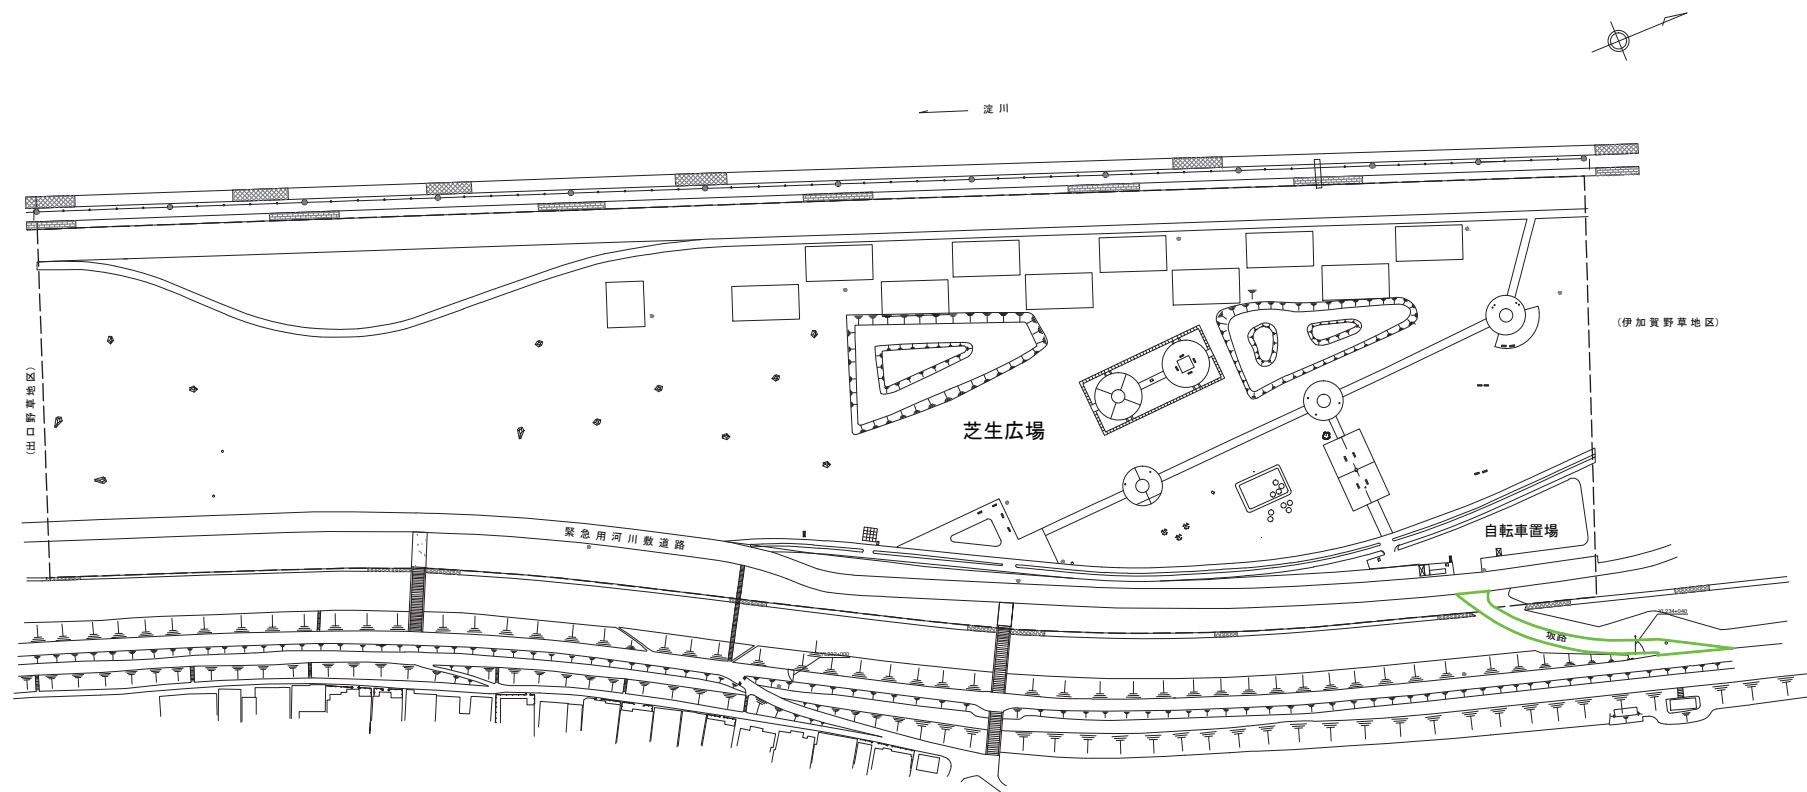 淀川
(伊加賀野草地区)
(出口野草地区)
芝生広場
緊急用河川敷道路
自転車置場
坂路